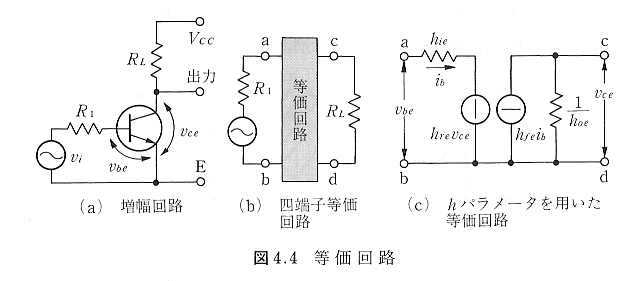 R_L
V_CC
出力
R_1
v_i
v_be
v_ce
E
(a) 増幅回路
a
c
R_1
等価回路
R_L
b
d
(b) 四端子等価
回路
a
h_ie
i_b
c
v_be
h_re v_ce
h_fe i_b
1/h_oe
v_ce
b
d
(c) hパラメータを用いた
等価回路
図4.4 等価回路